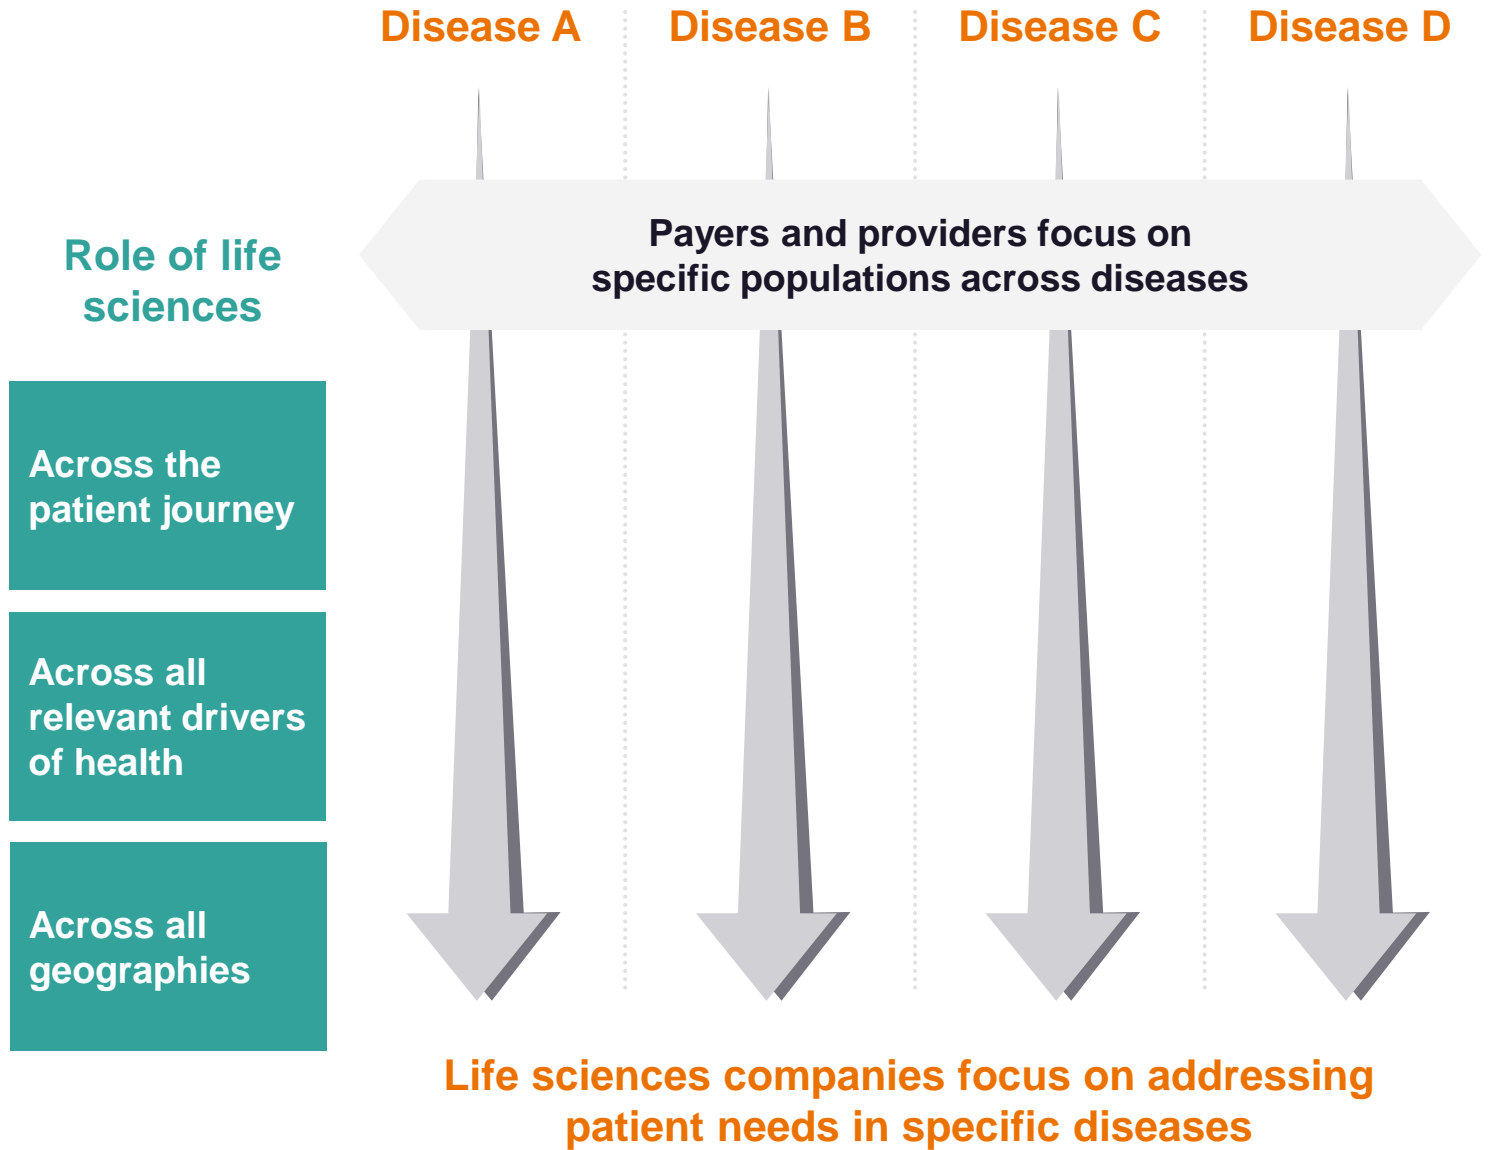 Disease A
Disease B
Disease C
Disease D
Payers and providers focus on
specific populations across diseases
Role of life
sciences
Across the
patient journey
Across all
relevant drivers
of health
Across all
geographies
Life sciences companies focus on addressing
patient needs in specific diseases